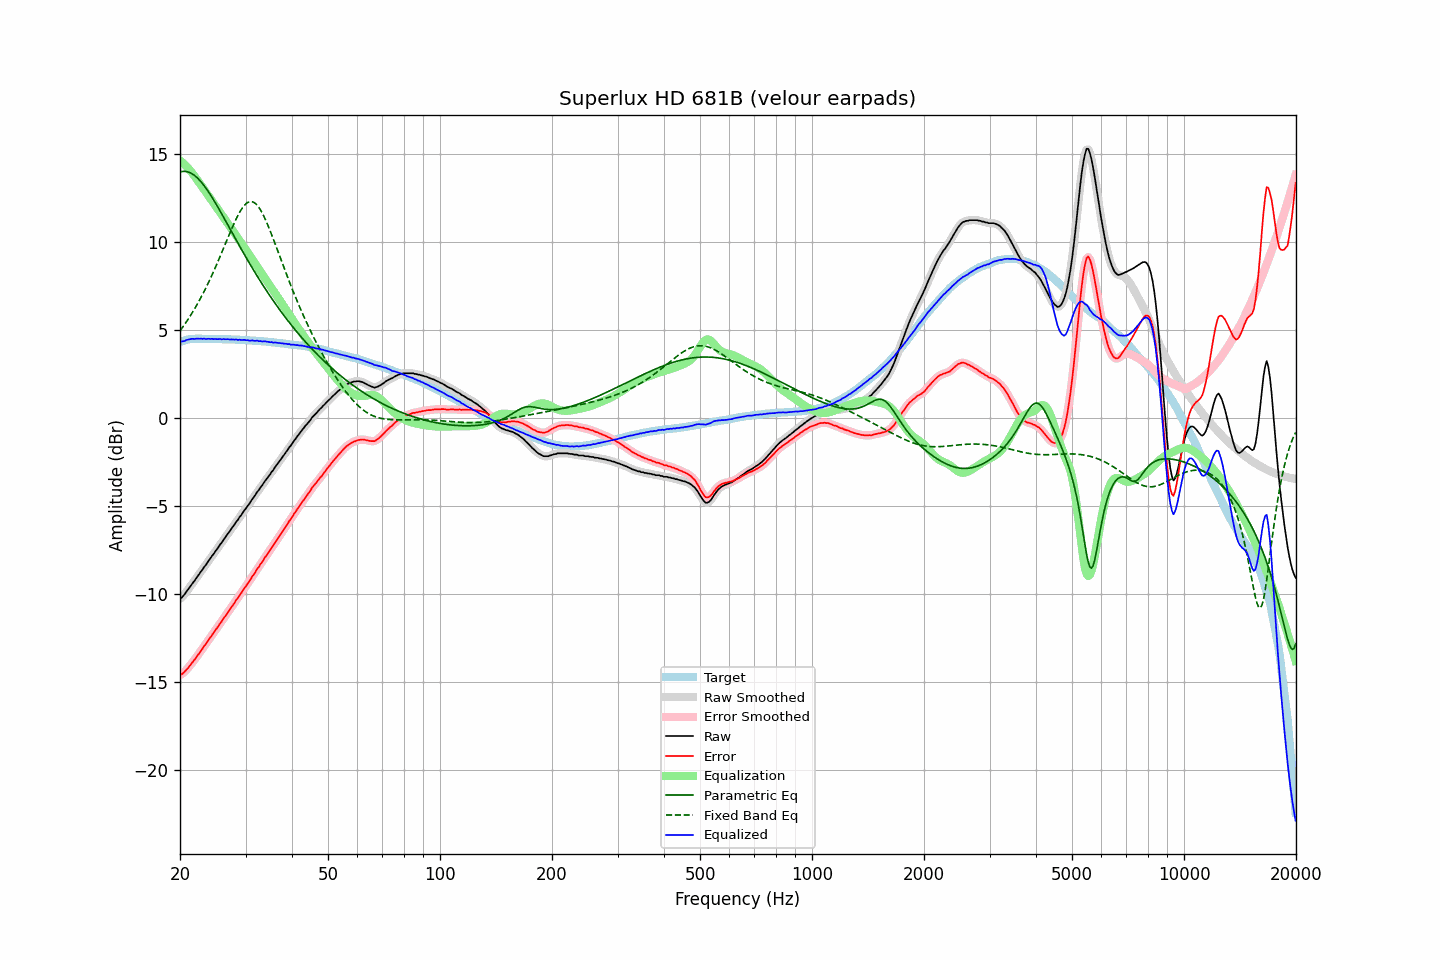 Superlux HD 681B (velour earpads)
Amplitude (dBr)
15
10
5
0
−5
−10
−15
−20
20
50
100
200
500
1000
2000
5000
10000
20000
Frequency (Hz)
Target
Raw Smoothed
Error Smoothed
Raw
Error
Equalization
Parametric Eq
Fixed Band Eq
Equalized